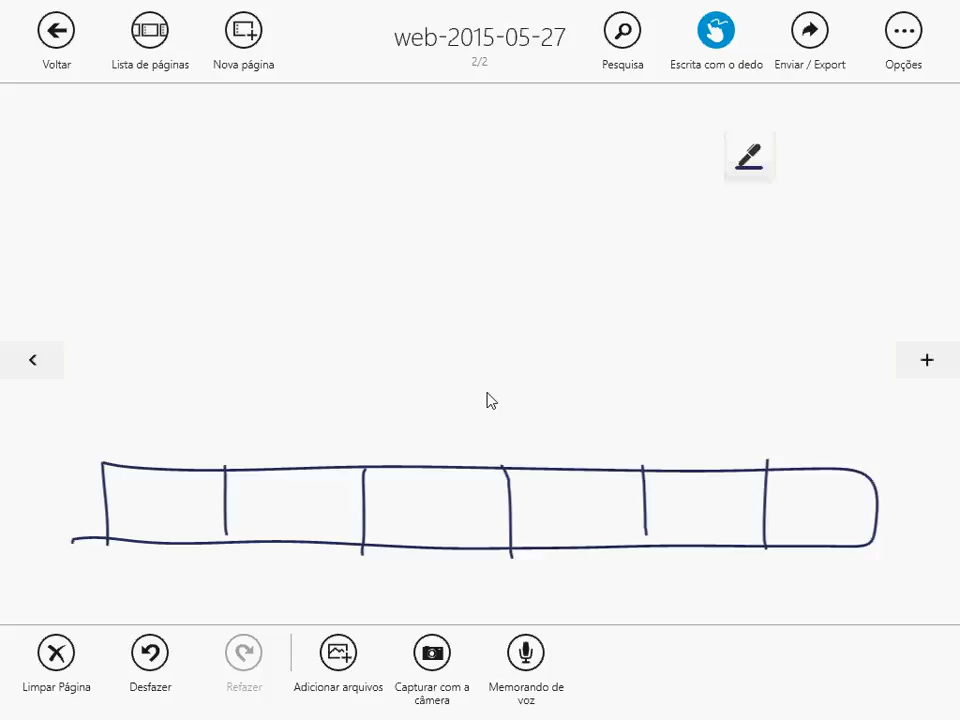 web-2015-05-27
2/2
Voltar
Lista de páginas
Nova página
Pesquisa
Escrita com o dedo
Enviar / Export
Opções
Limpar Página
Desfazer
Refazer
Adicionar arquivos
Capturar com a
câmera
Memorando de
voz